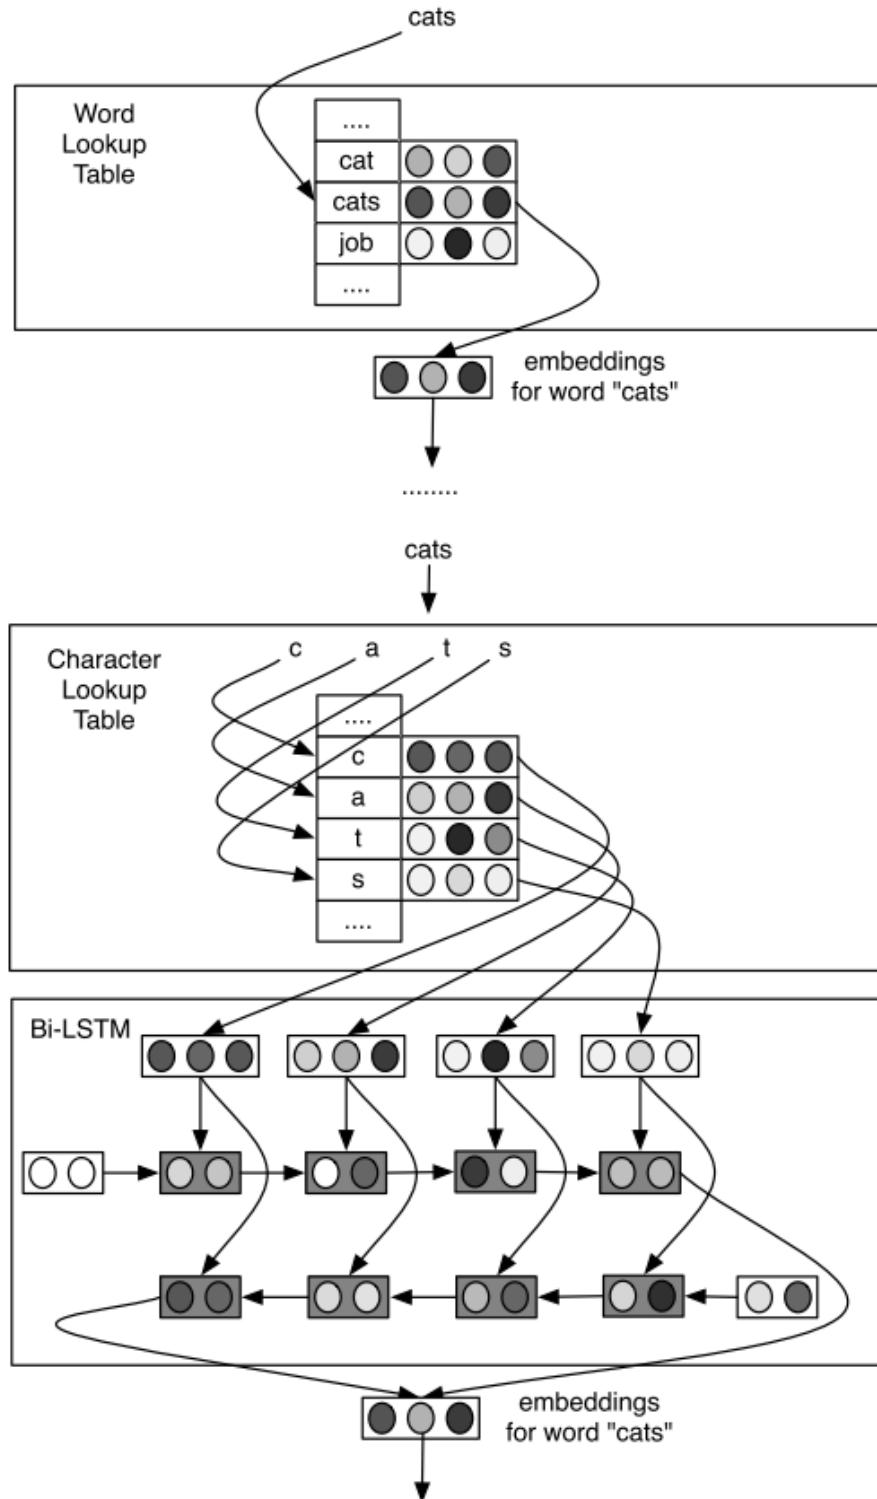 cats
Word
Lookup
Table
....
cat
cats
job
....
embeddings
for word "cats"
........
cats
Character
Lookup
Table
c a t s
....
c
a
t
s
....
Bi-LSTM
embeddings
for word "cats"